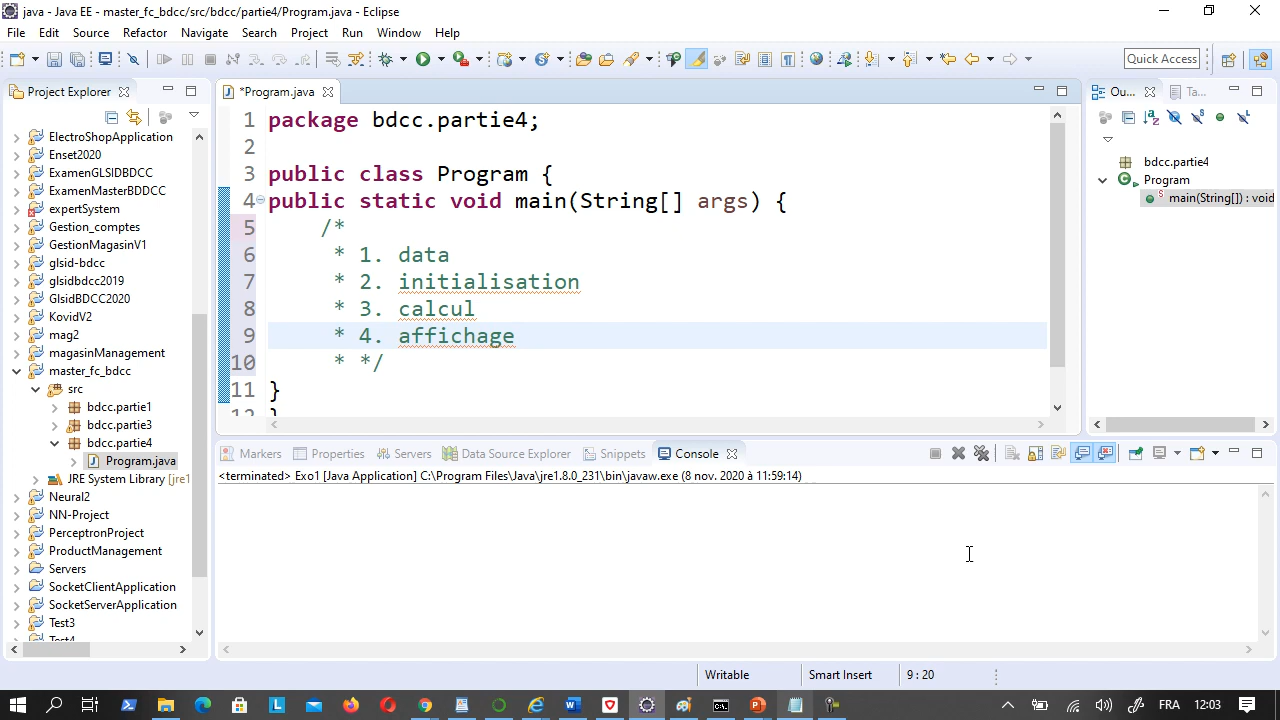 java - Java EE - master_fc_bdcc/src/bdcc/partie4/Program.java - Eclipse
File Edit Source Refactor Navigate Search Project Run Window Help
Quick Access
Project Explorer
*Program.java
Ou...
Ta...
ElectroShopApplication
Enset2020
ExamenGLSIDBDCC
ExamenMasterBDDCC
expertSystem
Gestion_comptes
GestionMagasinV1
glsid-bdcc
glsidbdcc2019
GlsidBDCC2020
KovidV2
mag2
magasinManagement
master_fc_bdcc
src
bdcc.partie1
bdcc.partie3
bdcc.partie4
Program.java
JRE System Library [jre1
Neural2
NN-Project
PerceptronProject
ProductManagement
Servers
SocketClientApplication
SocketServerApplication
Test3
Test4
1 package bdcc.partie4;
2
3 public class Program {
4 public static void main(String[] args) {
5 /*
6 * 1. data
7 * 2. initialisation
8 * 3. calcul
9 * 4. affichage
10 * */
11 }
12 }
bdcc.partie4
Program
main(String[]) : void
Markers Properties Servers Data Source Explorer Snippets Console
<terminated> Exo1 [Java Application] C:\Program Files\Java\jre1.8.0_231\bin\javaw.exe (8 nov. 2020 à 11:59:14)
Writable Smart Insert 9 : 20
FRA 12:03